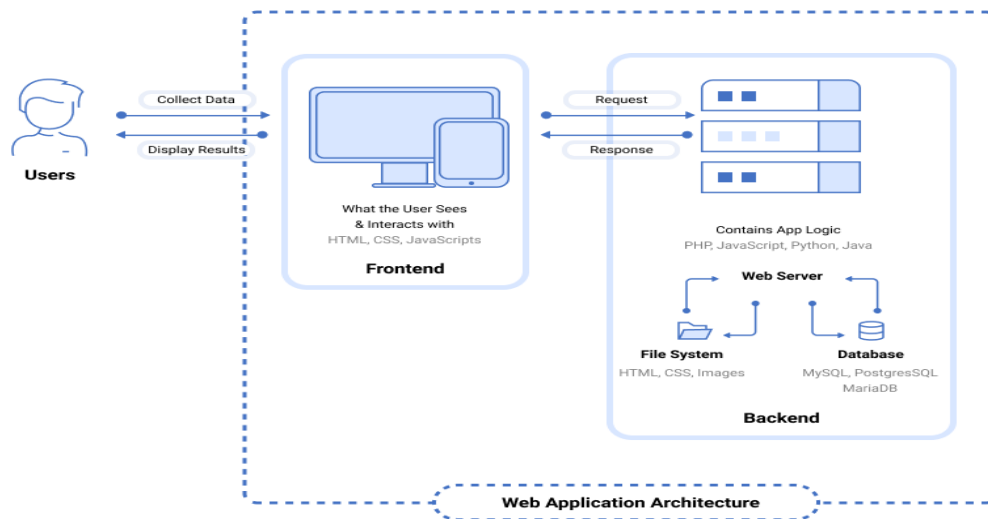 Collect Data
Display Results
Users
What the User Sees
& Interacts with
HTML, CSS, JavaScripts
Frontend
Request
Response
Contains App Logic
PHP, JavaScript, Python, Java
Web Server
File System
HTML, CSS, Images
Database
MySQL, PostgresSQL
MariaDB
Backend
Web Application Architecture